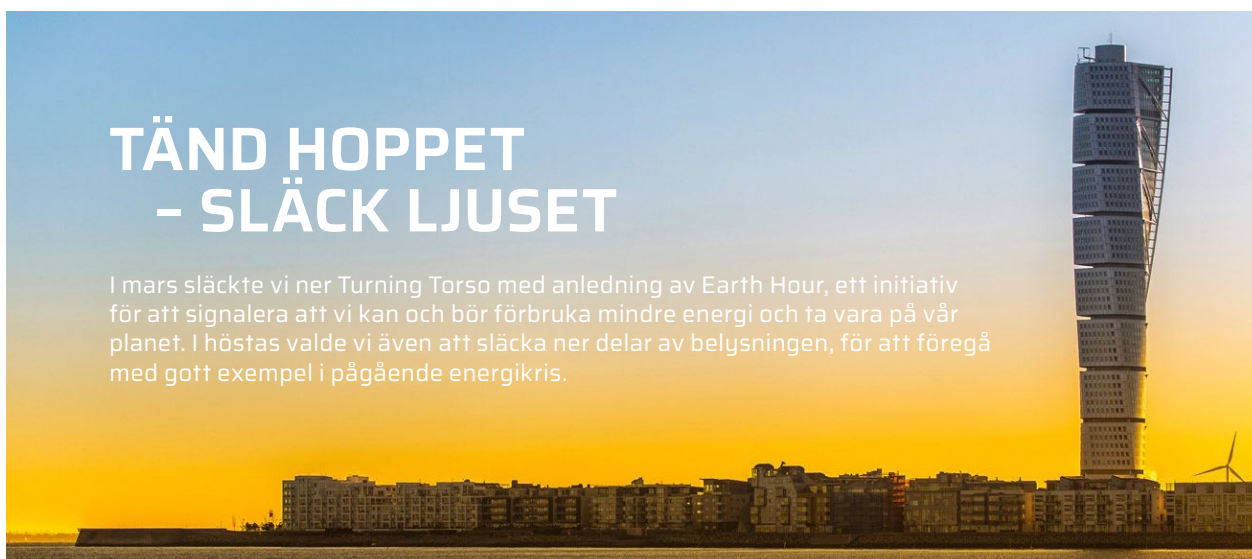 TÄND HOPPET
– SLÄCK LJUSET
I mars släckte vi ner Turning Torso med anledning av Earth Hour, ett initiativ
för att signalera att vi kan och bör förbruka mindre energi och ta vara på vår
planet. I höstas valde vi även att släcka ner delar av belysningen, för att föregå
med gott exempel i pågående energikris.